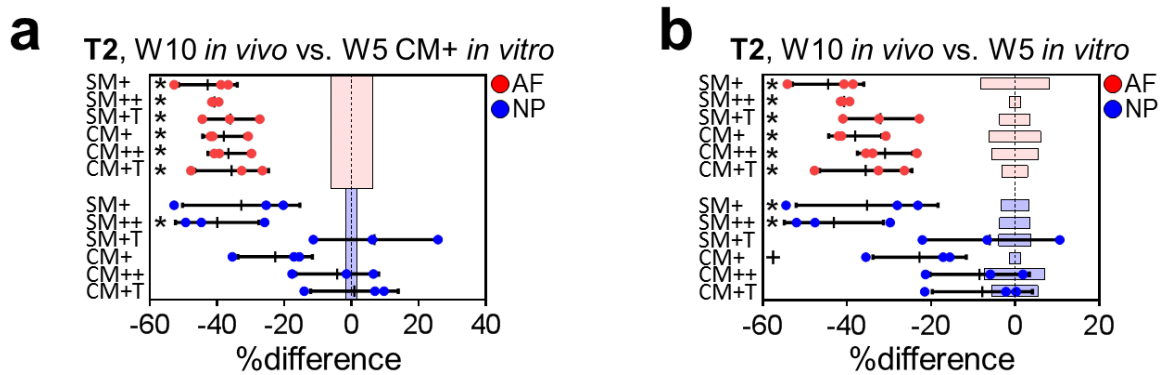 a
T2, W10 in vivo vs. W5 CM+ in vitro
SM+ *
SM++ *
SM+T *
CM+ *
CM++ *
CM+T *
SM+
SM++ *
SM+T
CM+
CM++
CM+T
AF
NP
-60 -40 -20 0 20 40
%difference
b
T2, W10 in vivo vs. W5 in vitro
SM+ *
SM++ *
SM+T *
CM+ *
CM++ *
CM+T *
SM+ *
SM++ *
SM+T
CM+ +
CM++
CM+T
AF
NP
-60 -40 -20 0 20
%difference